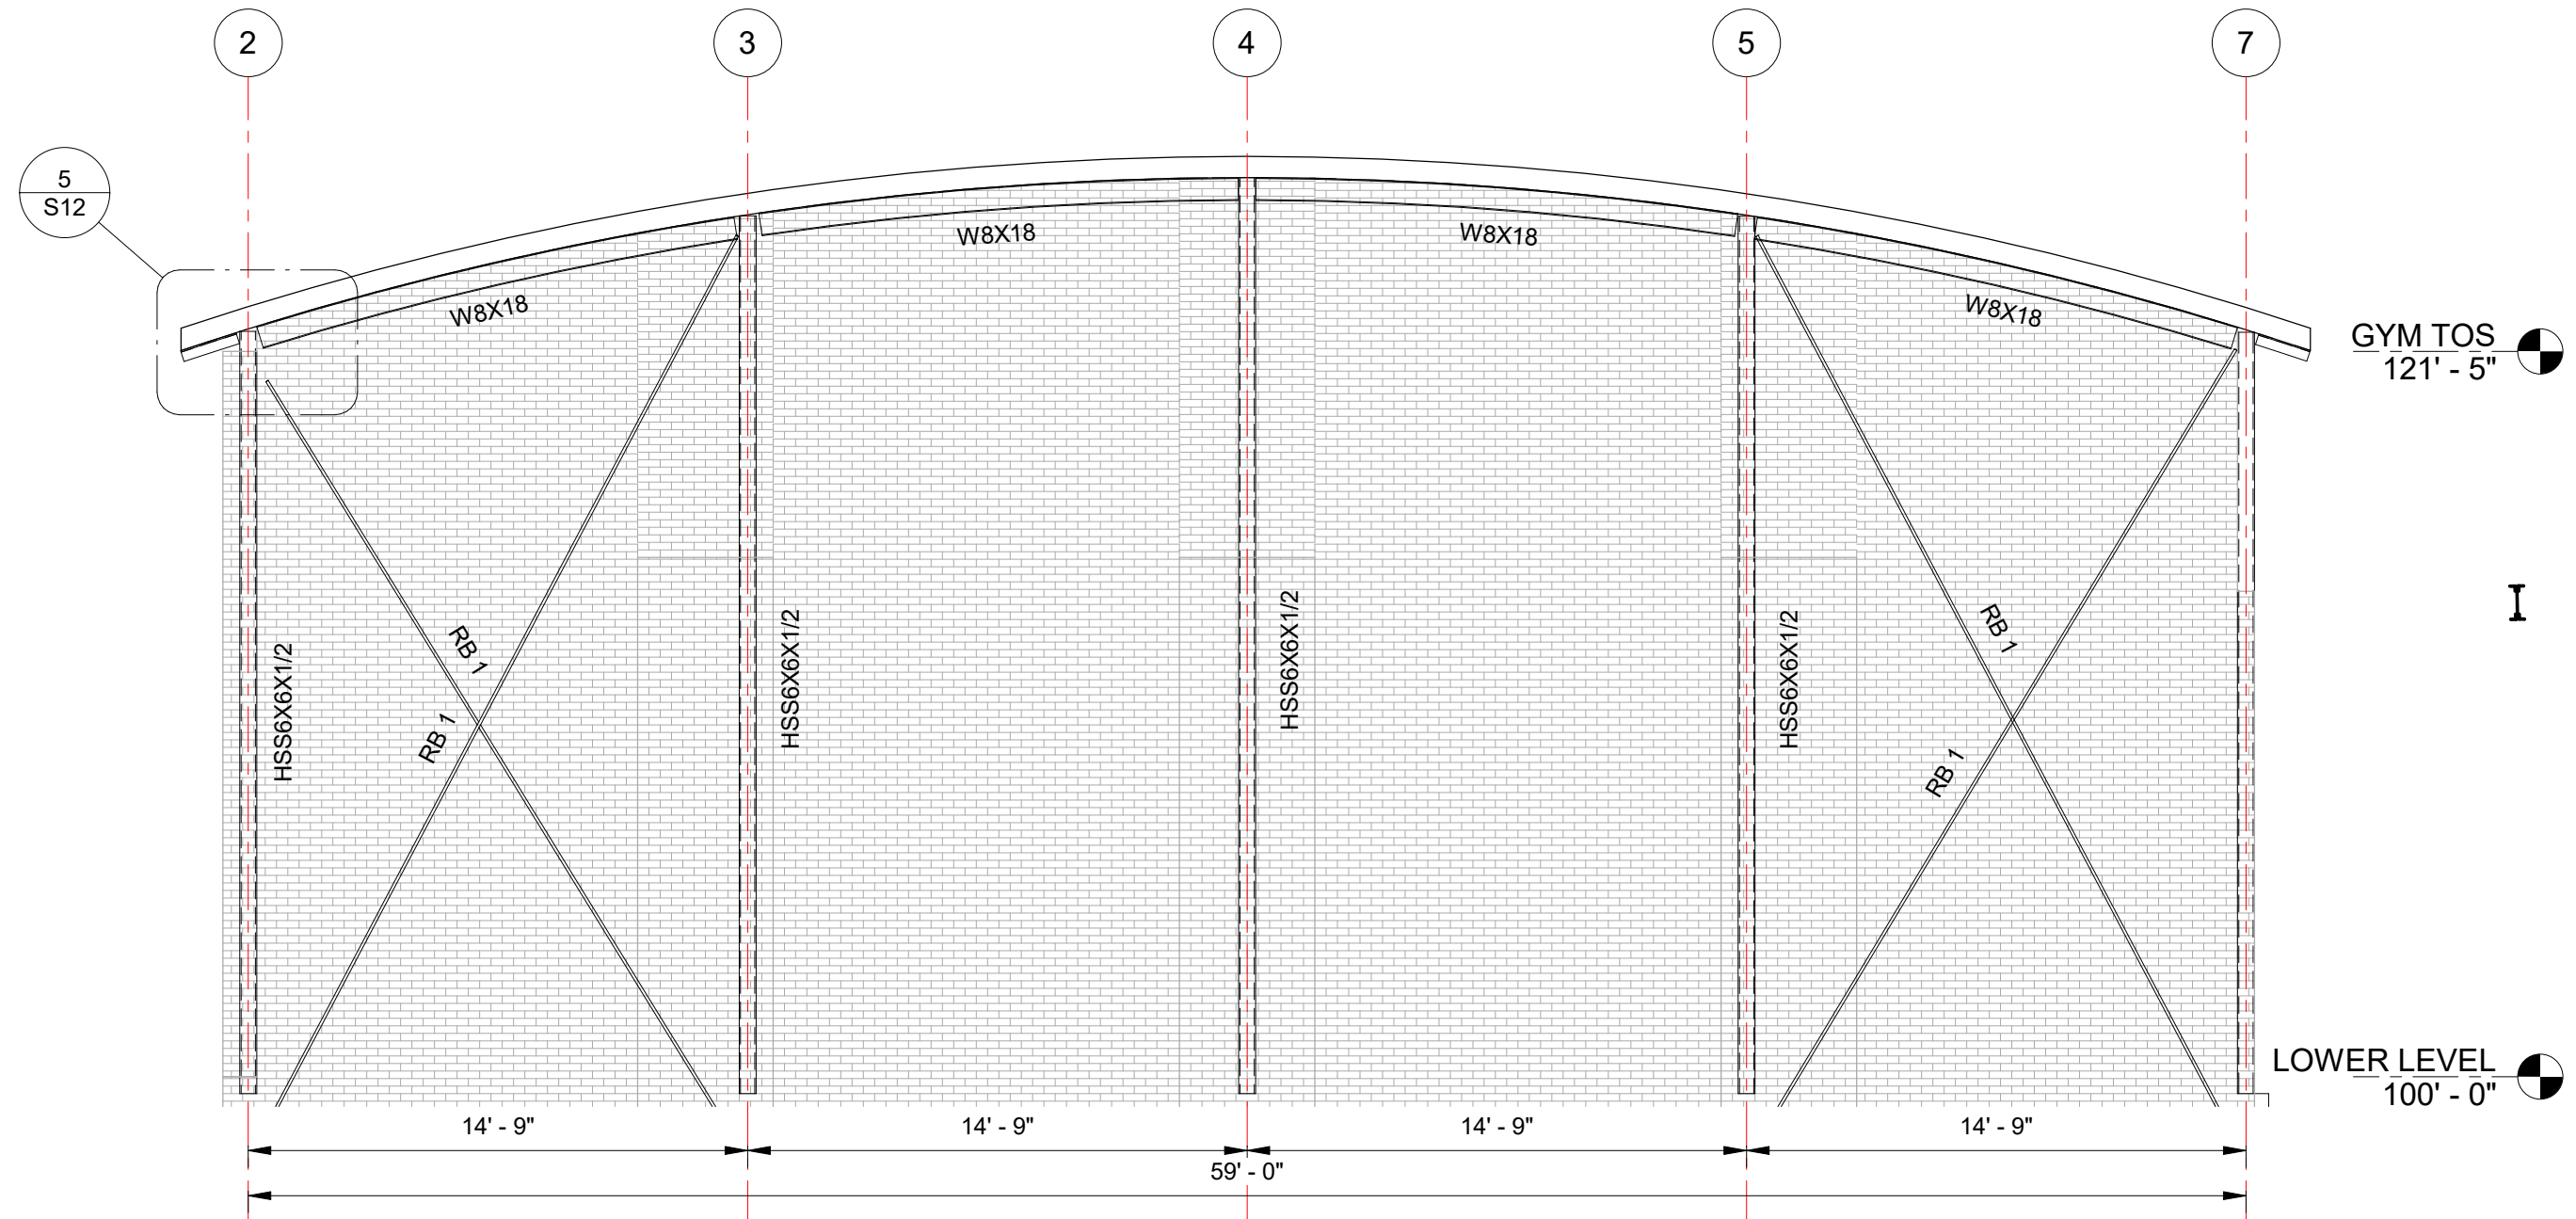 2
3
4
5
7
5
S12
W8X18
W8X18
W8X18
W8X18
GYM TOS
121' - 5"
RB 1
RB 1
RB 1
RB 1
HSS6X6X1/2
HSS6X6X1/2
HSS6X6X1/2
HSS6X6X1/2
LOWER LEVEL
100' - 0"
14' - 9"
14' - 9"
14' - 9"
14' - 9"
59' - 0"